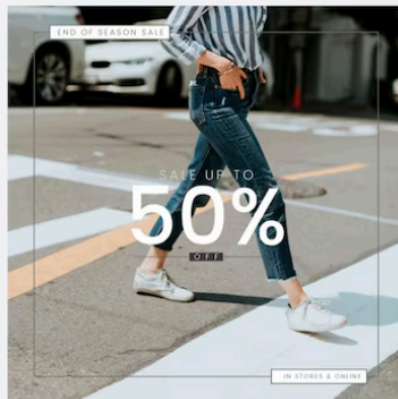 END OF SEASON SALE
SALE UP TO
50%
OFF
IN STORES & ONLINE